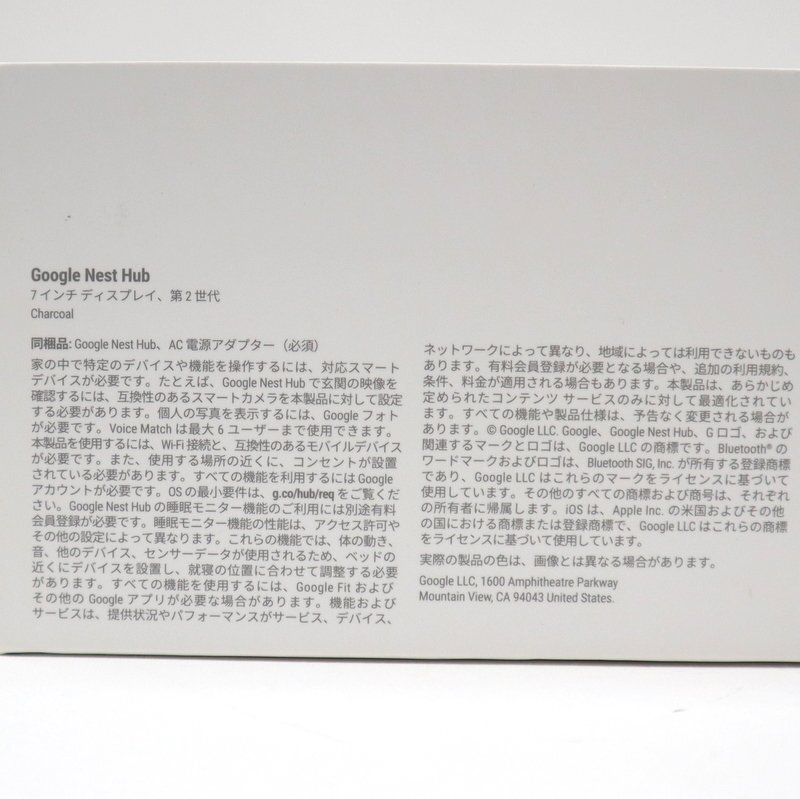 Google Nest Hub
7 インチ ディスプレイ、第 2 世代
Charcoal
同梱品: Google Nest Hub、AC 電源アダプター（必須）
家の中で特定のデバイスや機能を操作するには、対応スマート
デバイスが必要です。たとえば、Google Nest Hub で玄関の映像を
確認するには、互換性のあるスマートカメラを本製品に対して設定
する必要があります。個人の写真を表示するには、Google フォト
が必要です。Voice Match は最大 6 ユーザーまで使用できます。
本製品を使用するには、Wi-Fi 接続と、互換性のあるモバイルデバイス
が必要です。また、使用する場所の近くに、コンセントが設置
されている必要があります。すべての機能を利用するには Google
アカウントが必要です。OS の最小要件は、g.co/hub/req をご覧くだ
さい。Google Nest Hub の睡眠モニター機能のご利用には別途有料
会員登録が必要です。睡眠モニター機能の性能は、アクセス許可や
その他の設定によって異なります。これらの機能では、体の動き、
音、他のデバイス、センサーデータが使用されるため、ベッドの
近くにデバイスを設置し、就寝の位置に合わせて調整する必要
があります。すべての機能を使用するには、Google Fit および
その他の Google アプリが必要な場合があります。機能および
サービスは、提供状況やパフォーマンスがサービス、デバイス、
ネットワークによって異なり、地域によっては利用できないものも
あります。有料会員登録が必要となる場合や、追加の利用規約、
条件、料金が適用される場合もあります。本製品は、あらかじめ
定められたコンテンツ サービスのみに対して最適化されてい
ます。すべての機能や製品仕様は、予告なく変更される場合が
あります。© Google LLC. Google、Google Nest Hub、G ロゴ、および
関連するマークとロゴは、Google LLC の商標です。Bluetooth® の
ワードマークおよびロゴは、Bluetooth SIG, Inc. が所有する登録商標
であり、Google LLC はこれらのマークをライセンスに基づいて
使用しています。その他のすべての商標および商号は、それぞれ
の所有者に帰属します。iOS は、Apple Inc. の米国およびその他
の国における商標または登録商標で、Google LLC はこれらの商標
をライセンスに基づいて使用しています。
実際の製品の色は、画像とは異なる場合があります。
Google LLC, 1600 Amphitheatre Parkway
Mountain View, CA 94043 United States.